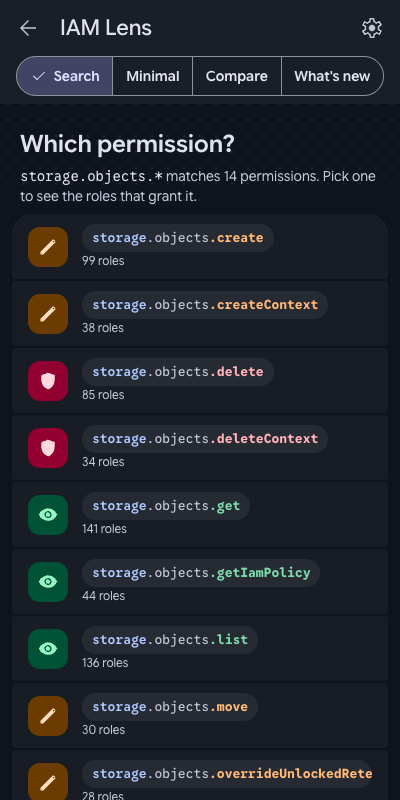 IAM Lens
Search
Minimal
Compare
What's new
Which permission?
storage.objects.* matches 14 permissions. Pick one
to see the roles that grant it.
storage.objects.create
99 roles
storage.objects.createContext
38 roles
storage.objects.delete
85 roles
storage.objects.deleteContext
34 roles
storage.objects.get
141 roles
storage.objects.getIamPolicy
44 roles
storage.objects.list
136 roles
storage.objects.move
30 roles
storage.objects.overrideUnlockedRete
28 roles